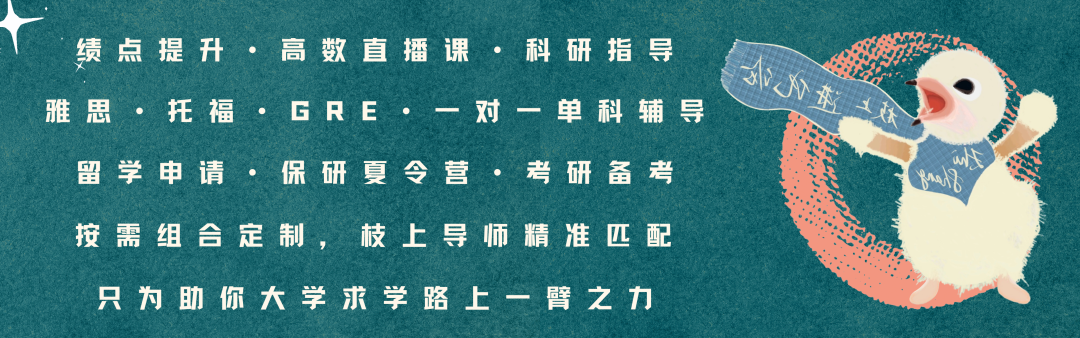 绩点提升·高数直播课·科研指导
雅思·托福·GRE·一对一单科辅导
留学申请·保研夏令营·考研备考
按需组合定制，枝上导师精准匹配
只为助你大学求学路上一臂之力
Zhi
Shang